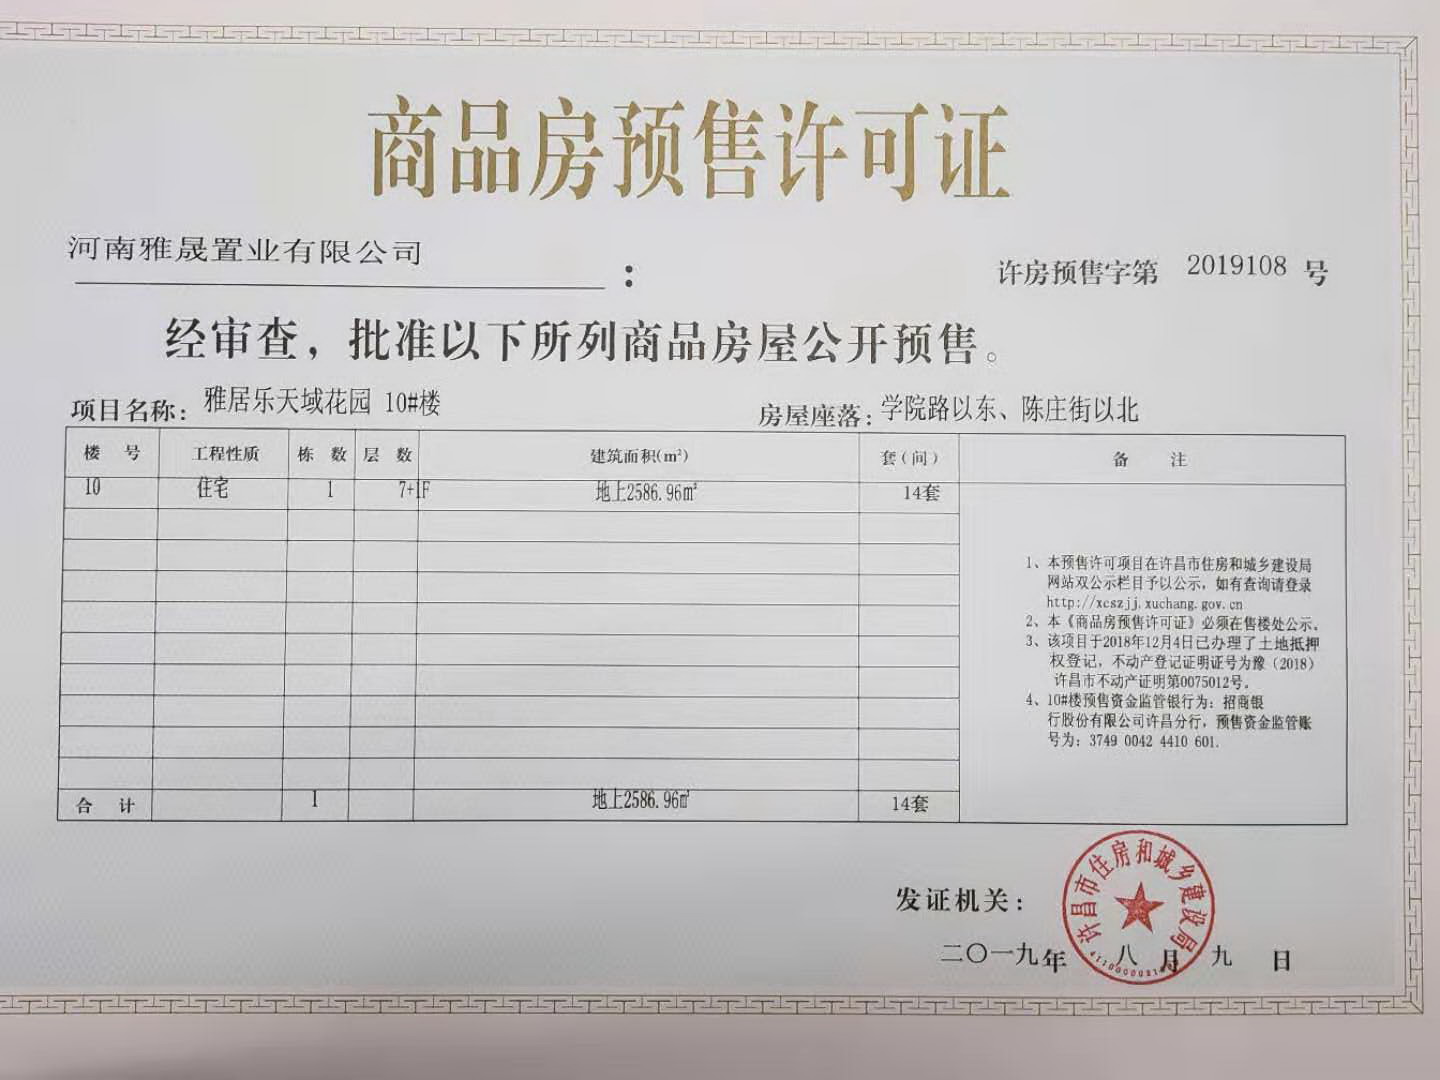 商品房预售许可证
河南雅晟置业有限公司：
许房预售字第 2019108 号
经审查，批准以下所列商品房屋公开预售。
项目名称：雅居乐天域花园 10#楼
房屋座落：学院路以东、陈庄街以北
楼 号 工程性质 栋 数 层 数 建筑面积(m²) 套（间） 备 注
10 住宅 1 7+1F 地上2586.96㎡ 14套
1、本预售许可项目在许昌市住房和城乡建设局
网站双公示栏目予以公示，如有查询请登录
http://xcszjj.xuchang.gov.cn
2、本《商品房预售许可证》必须在售楼处公示。
3、该项目于2018年12月4日已办理了土地抵押
权登记，不动产登记证明证号为豫（2018）
许昌市不动产证明第0075012号。
4、10#楼预售资金监管银行为：招商银
行股份有限公司许昌分行，预售资金监管账
号为：3749 0042 4410 601.
合 计 1 地上2586.96㎡ 14套
发证机关：
许昌市住房和城乡建设局
二〇一九年 八 月 九 日